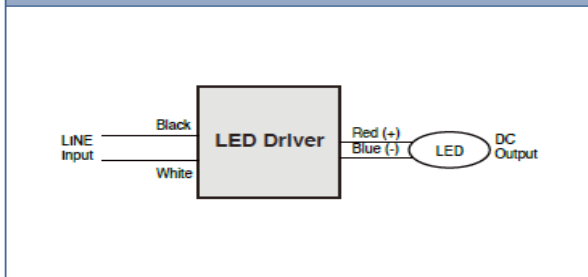 Black
LINE
Input
White
LED Driver
Red (+)
Blue (-)
LED
DC
Output